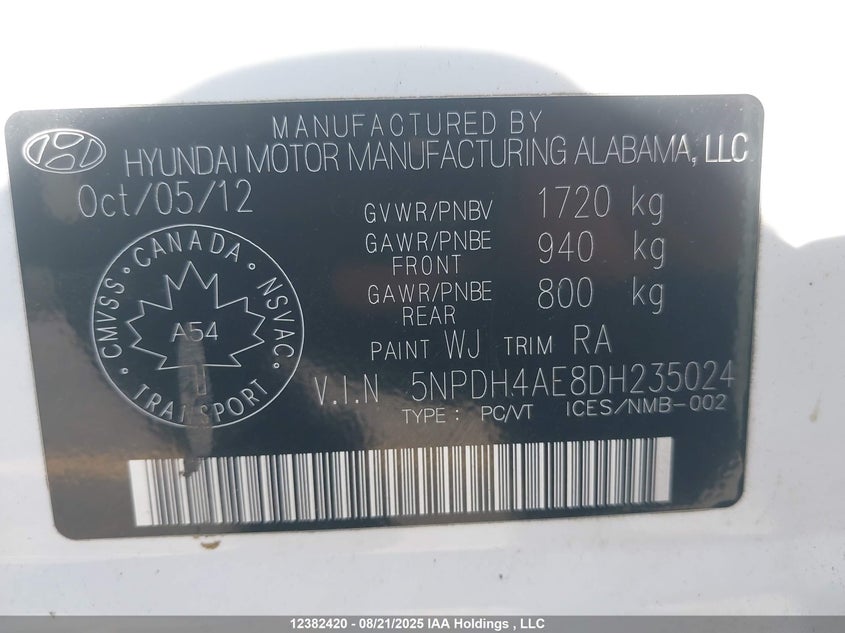 MANUFACTURED BY
HYUNDAI MOTOR MANUFACTURING ALABAMA, LLC
Oct/05/12
GVWR/PNBV 1720 kg
GAWR/PNBE FRONT 940 kg
GAWR/PNBE REAR 800 kg
PAINT WJ TRIM RA
V.I.N 5NPDH4AE8DH235024
TYPE : PC/VT ICES/NMB-002
CMVSS · CANADA · NSVAC
A54
TRANSPORT
12382420 - 08/21/2025 IAA Holdings , LLC